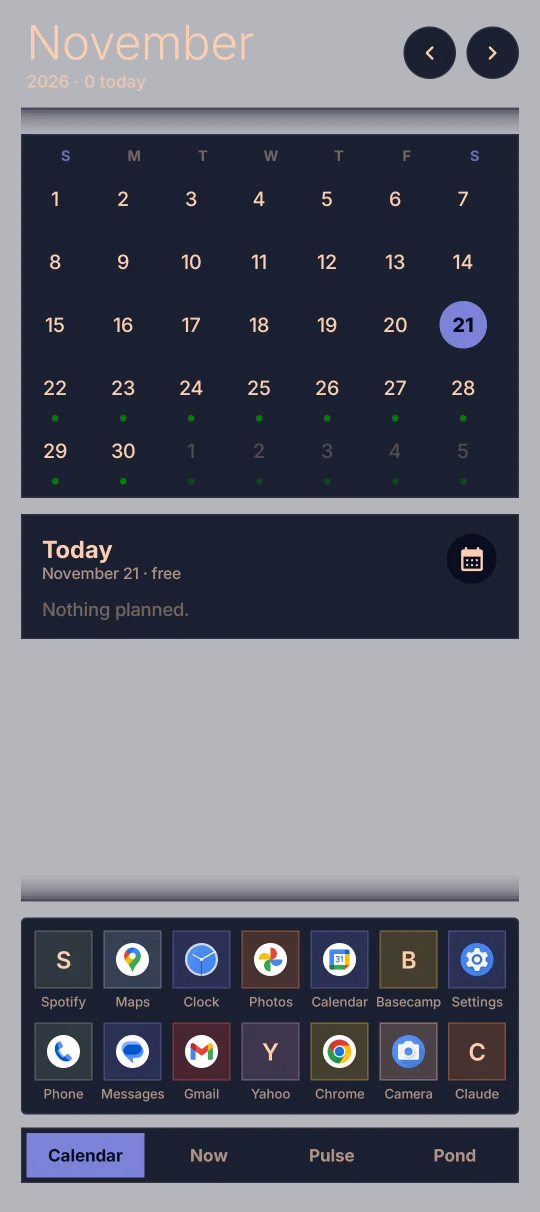 November
2026 · 0 today
S M T W T F S
1 2 3 4 5 6 7
8 9 10 11 12 13 14
15 16 17 18 19 20 21
22 23 24 25 26 27 28
29 30 1 2 3 4 5
Today
November 21 · free
Nothing planned.
S B
31
Spotify Maps Clock Photos Calendar Basecamp Settings
Y C
Phone Messages Gmail Yahoo Chrome Camera Claude
Calendar Now Pulse Pond